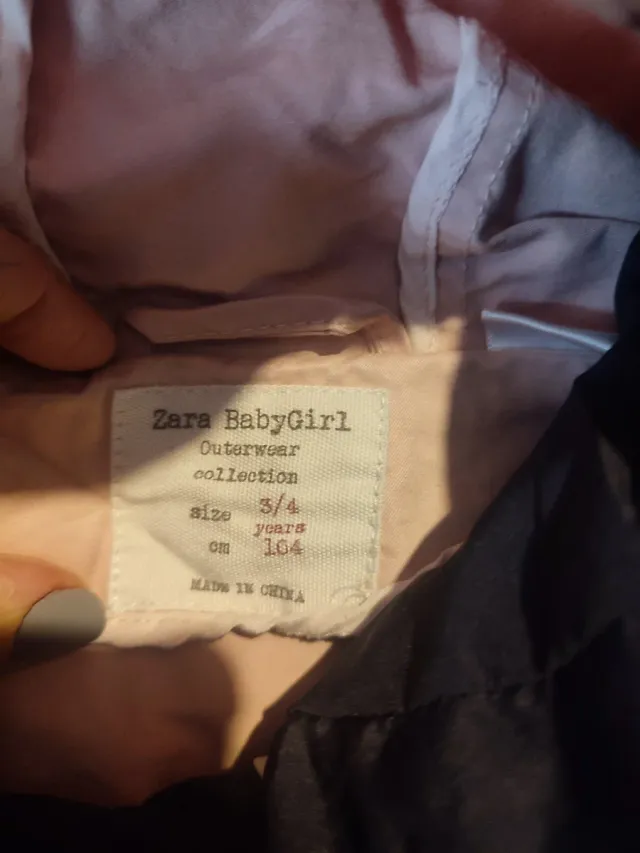 Zara BabyGirl
Outerwear
collection
size 3/4
years
cm 104
MADE IN CHINA